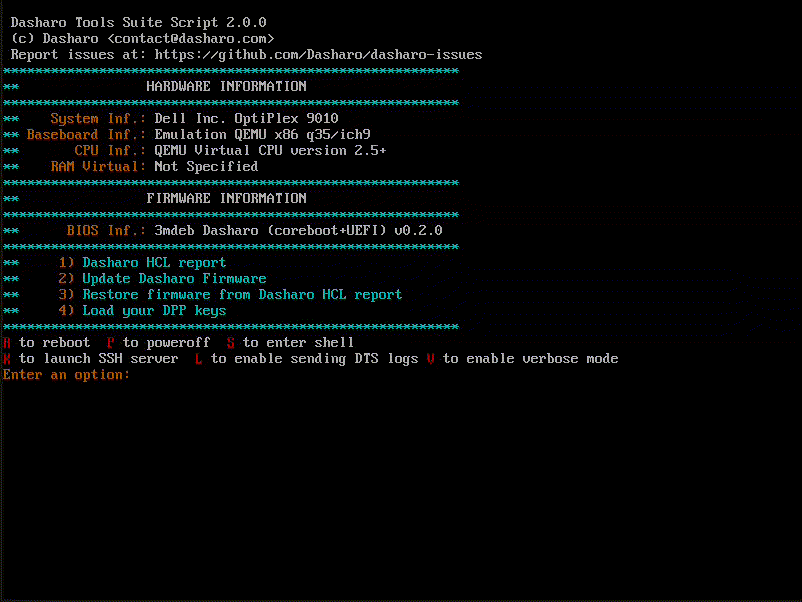 Dasharo Tools Suite Script 2.0.0
(c) Dasharo <contact@dasharo.com>
Report issues at: https://github.com/Dasharo/dasharo-issues
*********************************************************
** HARDWARE INFORMATION
*********************************************************
** System Inf.: Dell Inc. OptiPlex 9010
** Baseboard Inf.: Emulation QEMU x86 q35/ich9
** CPU Inf.: QEMU Virtual CPU version 2.5+
** RAM Virtual: Not Specified
*********************************************************
** FIRMWARE INFORMATION
*********************************************************
** BIOS Inf.: 3mdeb Dasharo (coreboot+UEFI) v0.2.0
*********************************************************
** 1) Dasharo HCL report
** 2) Update Dasharo Firmware
** 3) Restore firmware from Dasharo HCL report
** 4) Load your DPP keys
*********************************************************
R to reboot P to poweroff S to enter shell
K to launch SSH server L to enable sending DTS logs V to enable verbose mode
Enter an option: